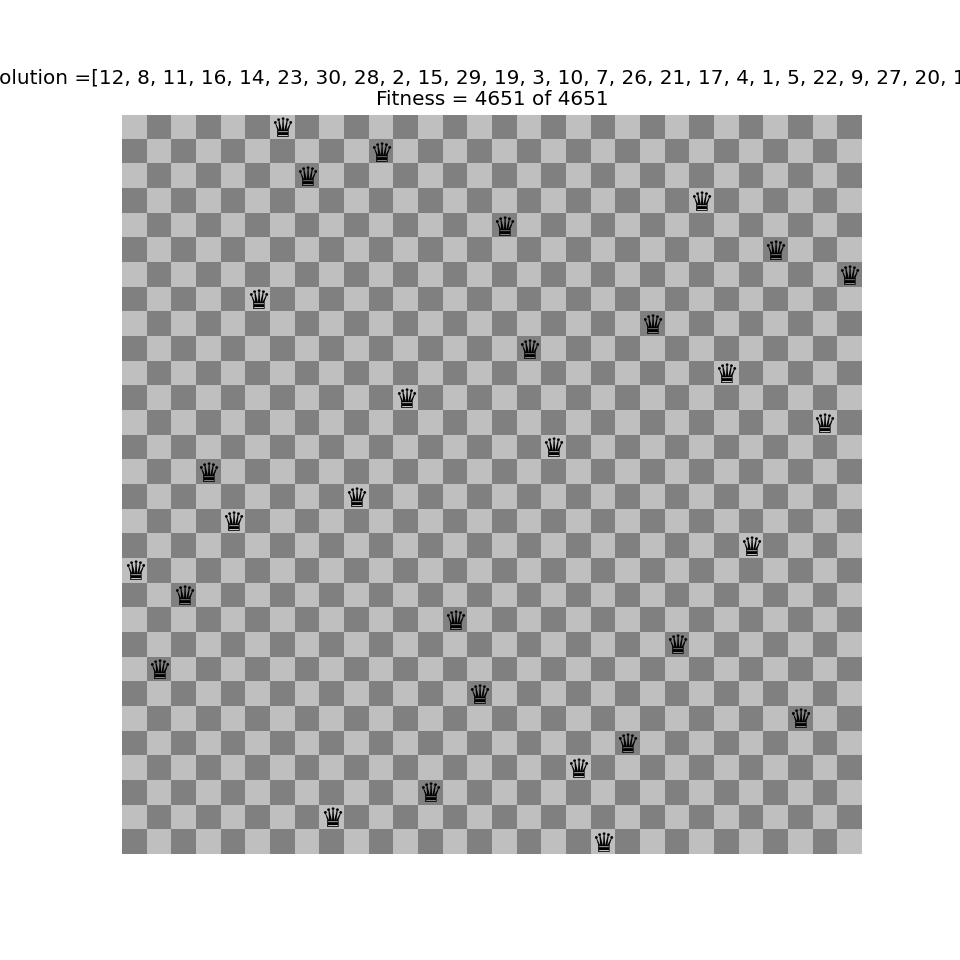 olution =[12, 8, 11, 16, 14, 23, 30, 28, 2, 15, 29, 19, 3, 10, 7, 26, 21, 17, 4, 1, 5, 22, 9, 27, 20, 1
Fitness = 4651 of 4651